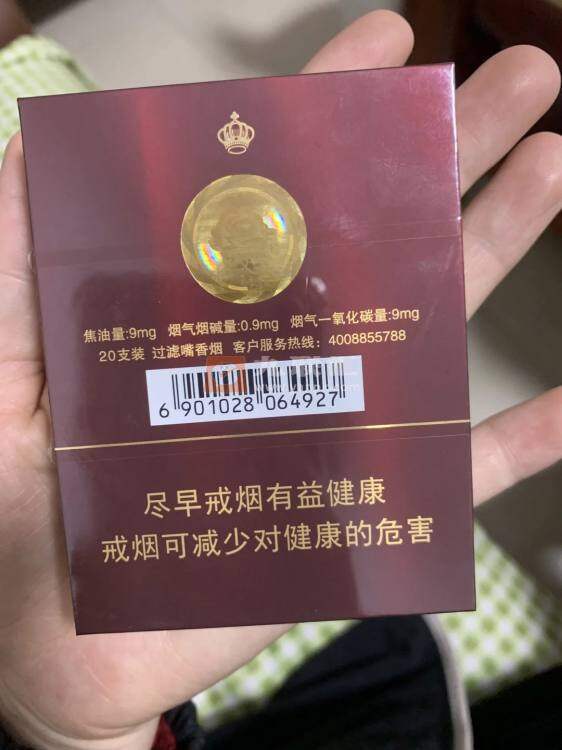 焦油量:9mg 烟气烟碱量:0.9mg 烟气一氧化碳量:9mg
20支装 过滤嘴香烟 客户服务热线：4008855788
6 901028 064927
尽早戒烟有益健康
戒烟可减少对健康的危害